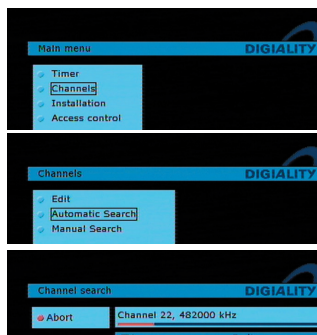 Main menu DIGIALITY
Timer
Channels
Installation
Access control
Channels DIGIALITY
Edit
Automatic Search
Manual Search
Channel search DIGIALITY
Abort Channel 22, 482000 kHz